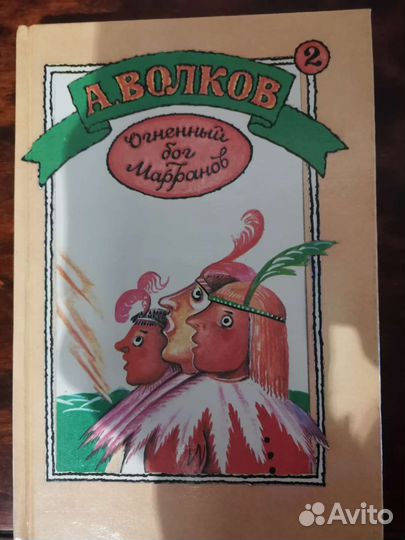 2
А. ВОЛКОВ
Огненный
бог
Марранов
Avito